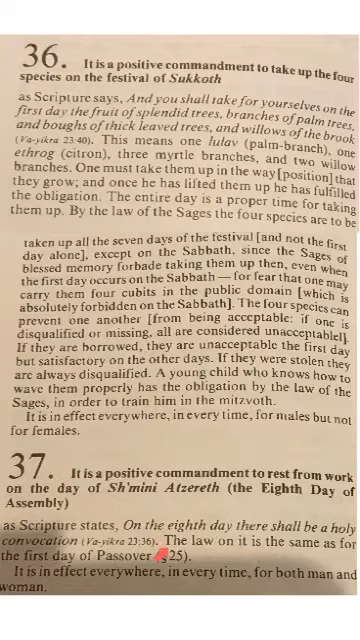 36. It is a positive commandment to take up the four
species on the festival of Sukkoth
as Scripture says, And you shall take for yourselves on the
first day the fruit of splendid trees, branches of palm trees,
and boughs of thick leaved trees, and willows of the brook
(Va-yikra 23:40). This means one lulav (palm-branch), one
ethrog (citron), three myrtle branches, and two willow
branches. One must take them up in the way [position] that
they grow; and once he has lifted them up he has fulfilled
the obligation. The entire day is a proper time for taking
them up. By the law of the Sages the four species are to be
taken up all the seven days of the festival [and not the first
day alone], except on the Sabbath, since the Sages of
blessed memory forbade taking them up then, even when
the first day occurs on the Sabbath — for fear that one may
carry them four cubits in the public domain [which is
absolutely forbidden on the Sabbath]. The four species can
prevent one another [from being acceptable: if one is
disqualified or missing, all are considered unacceptable].
If they are borrowed, they are unacceptable the first day
but satisfactory on the other days. If they were stolen they
are always disqualified. A young child who knows how to
wave them properly has the obligation by the law of the
Sages, in order to train him in the mitzvoth.
It is in effect everywhere, in every time, for males but not
for females.
37. It is a positive commandment to rest from work
on the day of Sh'mini Atzereth (the Eighth Day of
Assembly)
as Scripture states, On the eighth day there shall be a holy
convocation (Va-yikra 23:36). The law on it is the same as for
the first day of Passover 25).
It is in effect everywhere, in every time, for both man and
woman.